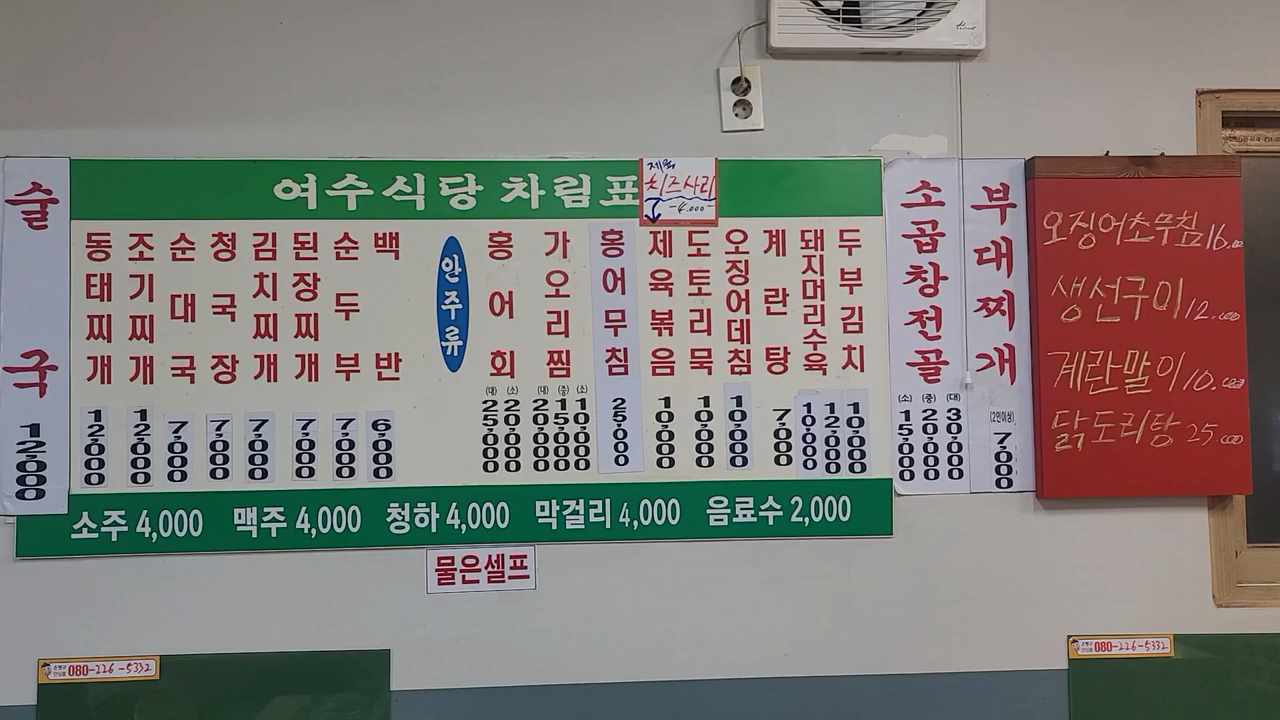 술국 12,000
여수식당 차림표
제육
치즈사리
-4.000-
동태찌개 12,000
조기찌개 12,000
순대국 7,000
청국장 7,000
김치찌개 7,000
된장찌개 7,000
순두부 7,000
백반 6,000
안주류
홍어회 (대) 25,000 (소) 20,000
가오리찜 (대) 20,000 (중) 15,000 (소) 10,000
홍어무침 25,000
제육볶음 10,000
도토리묵 10,000
오징어데침 10,000
계란탕 7,000
돼지머리수육 10,000 12,000
두부김치 10,000
소주 4,000 맥주 4,000 청하 4,000 막걸리 4,000 음료수 2,000
물은셀프
소곱창전골 (소) 15,000 (중) 20,000 (대) 30,000
부대찌개 (2인이상) 7,000
오징어초무침 16.000
생선구이 12.000
계란말이 10.000
닭도리탕 25.000
080-226-5332
080-226-5332